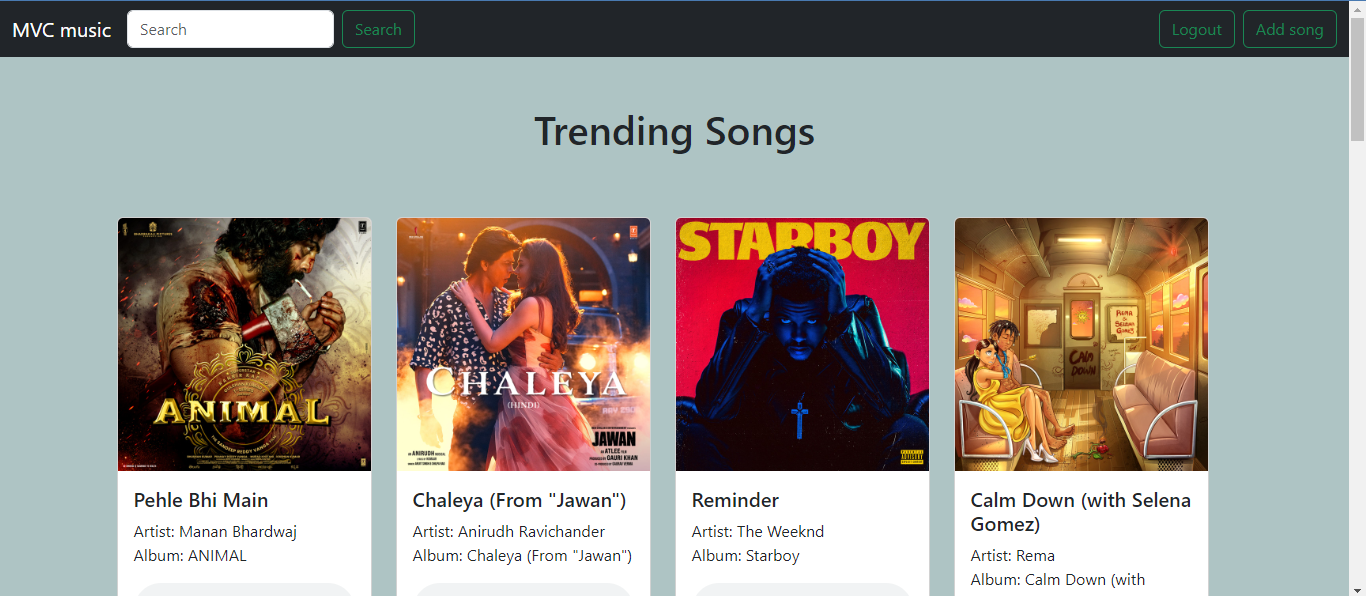 MVC music
Search
Search
Logout
Add song
Trending Songs
ANIMAL
CHALEYA
(HINDI)
JAWAN
STARBOY
REMA
&
SELENA
GOMEZ
CALM
DOWN
Pehle Bhi Main
Artist: Manan Bhardwaj
Album: ANIMAL
Chaleya (From "Jawan")
Artist: Anirudh Ravichander
Album: Chaleya (From "Jawan")
Reminder
Artist: The Weeknd
Album: Starboy
Calm Down (with Selena
Gomez)
Artist: Rema
Album: Calm Down (with